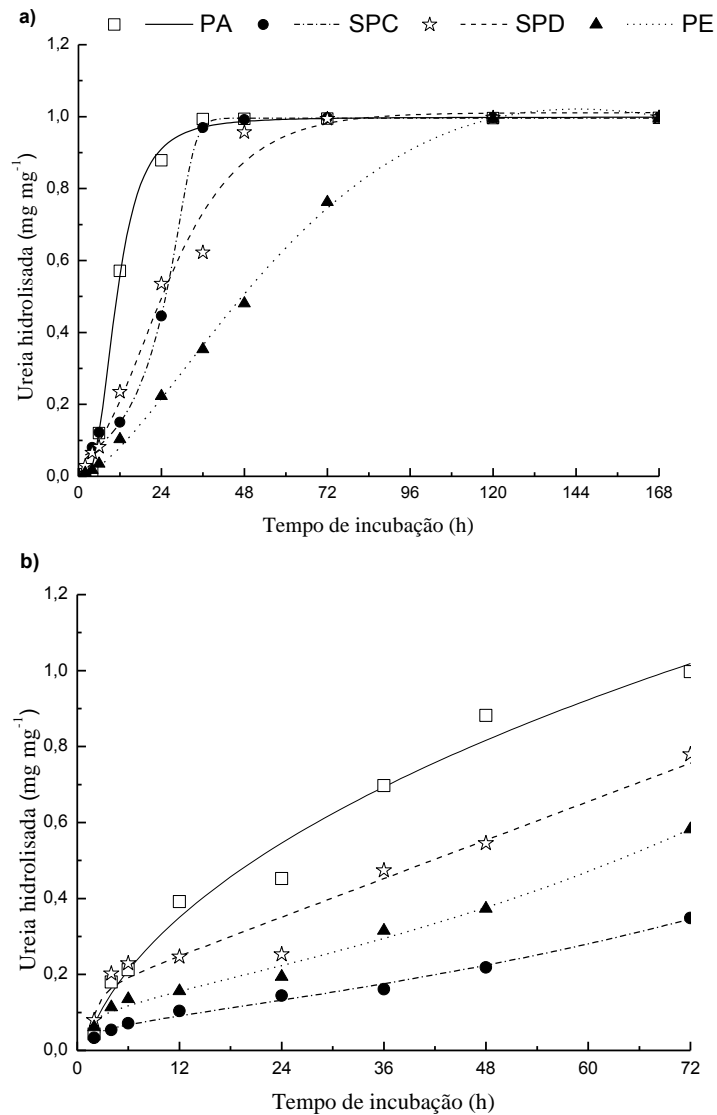 a)
PA SPC SPD PE
1,2
1,0
0,8
0,6
0,4
0,2
0,0
Ureia hidrolisada (mg mg⁻¹)
0 24 48 72 96 120 144 168
Tempo de incubação (h)
b)
1,2
1,0
0,8
0,6
0,4
0,2
0,0
Ureia hidrolisada (mg mg⁻¹)
0 12 24 36 48 60 72
Tempo de incubação (h)